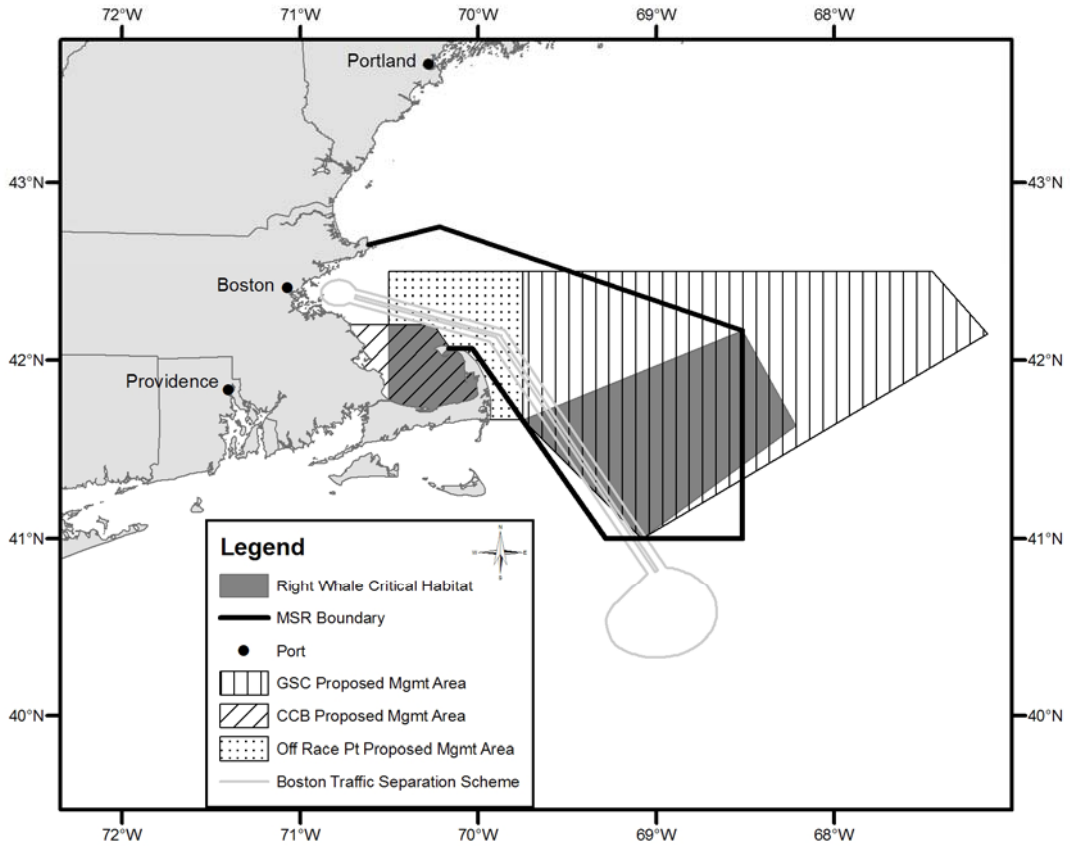 72°W 71°W 70°W 69°W 68°W
Portland
43°N 43°N
Boston
42°N 42°N
Providence
41°N 41°N
Legend
N
W E
S
Right Whale Critical Habitat
MSR Boundary
Port
GSC Proposed Mgmt Area
CCB Proposed Mgmt Area
Off Race Pt Proposed Mgmt Area
Boston Traffic Separation Scheme
40°N 40°N
72°W 71°W 70°W 69°W 68°W